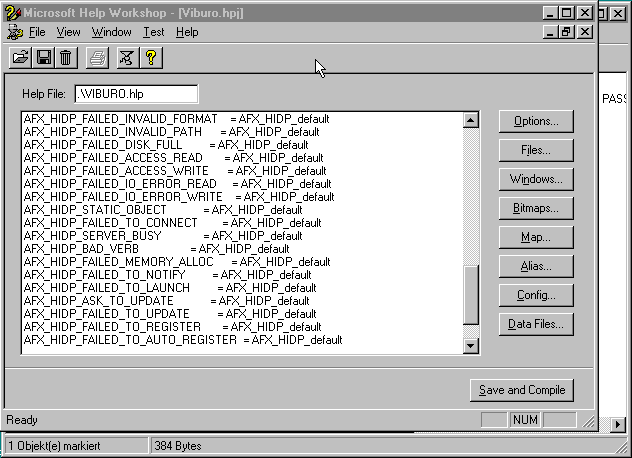 Microsoft Help Workshop - [Viburo.hpj]
File View Window Test Help
Help File: .\VIBURO.hlp
PASS
AFX_HIDP_FAILED_INVALID_FORMAT = AFX_HIDP_default
AFX_HIDP_FAILED_INVALID_PATH = AFX_HIDP_default
AFX_HIDP_FAILED_DISK_FULL = AFX_HIDP_default
AFX_HIDP_FAILED_ACCESS_READ = AFX_HIDP_default
AFX_HIDP_FAILED_ACCESS_WRITE = AFX_HIDP_default
AFX_HIDP_FAILED_IO_ERROR_READ = AFX_HIDP_default
AFX_HIDP_FAILED_IO_ERROR_WRITE = AFX_HIDP_default
AFX_HIDP_STATIC_OBJECT = AFX_HIDP_default
AFX_HIDP_FAILED_TO_CONNECT = AFX_HIDP_default
AFX_HIDP_SERVER_BUSY = AFX_HIDP_default
AFX_HIDP_BAD_VERB = AFX_HIDP_default
AFX_HIDP_FAILED_MEMORY_ALLOC = AFX_HIDP_default
AFX_HIDP_FAILED_TO_NOTIFY = AFX_HIDP_default
AFX_HIDP_FAILED_TO_LAUNCH = AFX_HIDP_default
AFX_HIDP_ASK_TO_UPDATE = AFX_HIDP_default
AFX_HIDP_FAILED_TO_UPDATE = AFX_HIDP_default
AFX_HIDP_FAILED_TO_REGISTER = AFX_HIDP_default
AFX_HIDP_FAILED_TO_AUTO_REGISTER = AFX_HIDP_default
Options...
Files...
Windows...
Bitmaps...
Map...
Alias...
Config...
Data Files...
Save and Compile
Ready
NUM
1 Objekt(e) markiert
384 Bytes